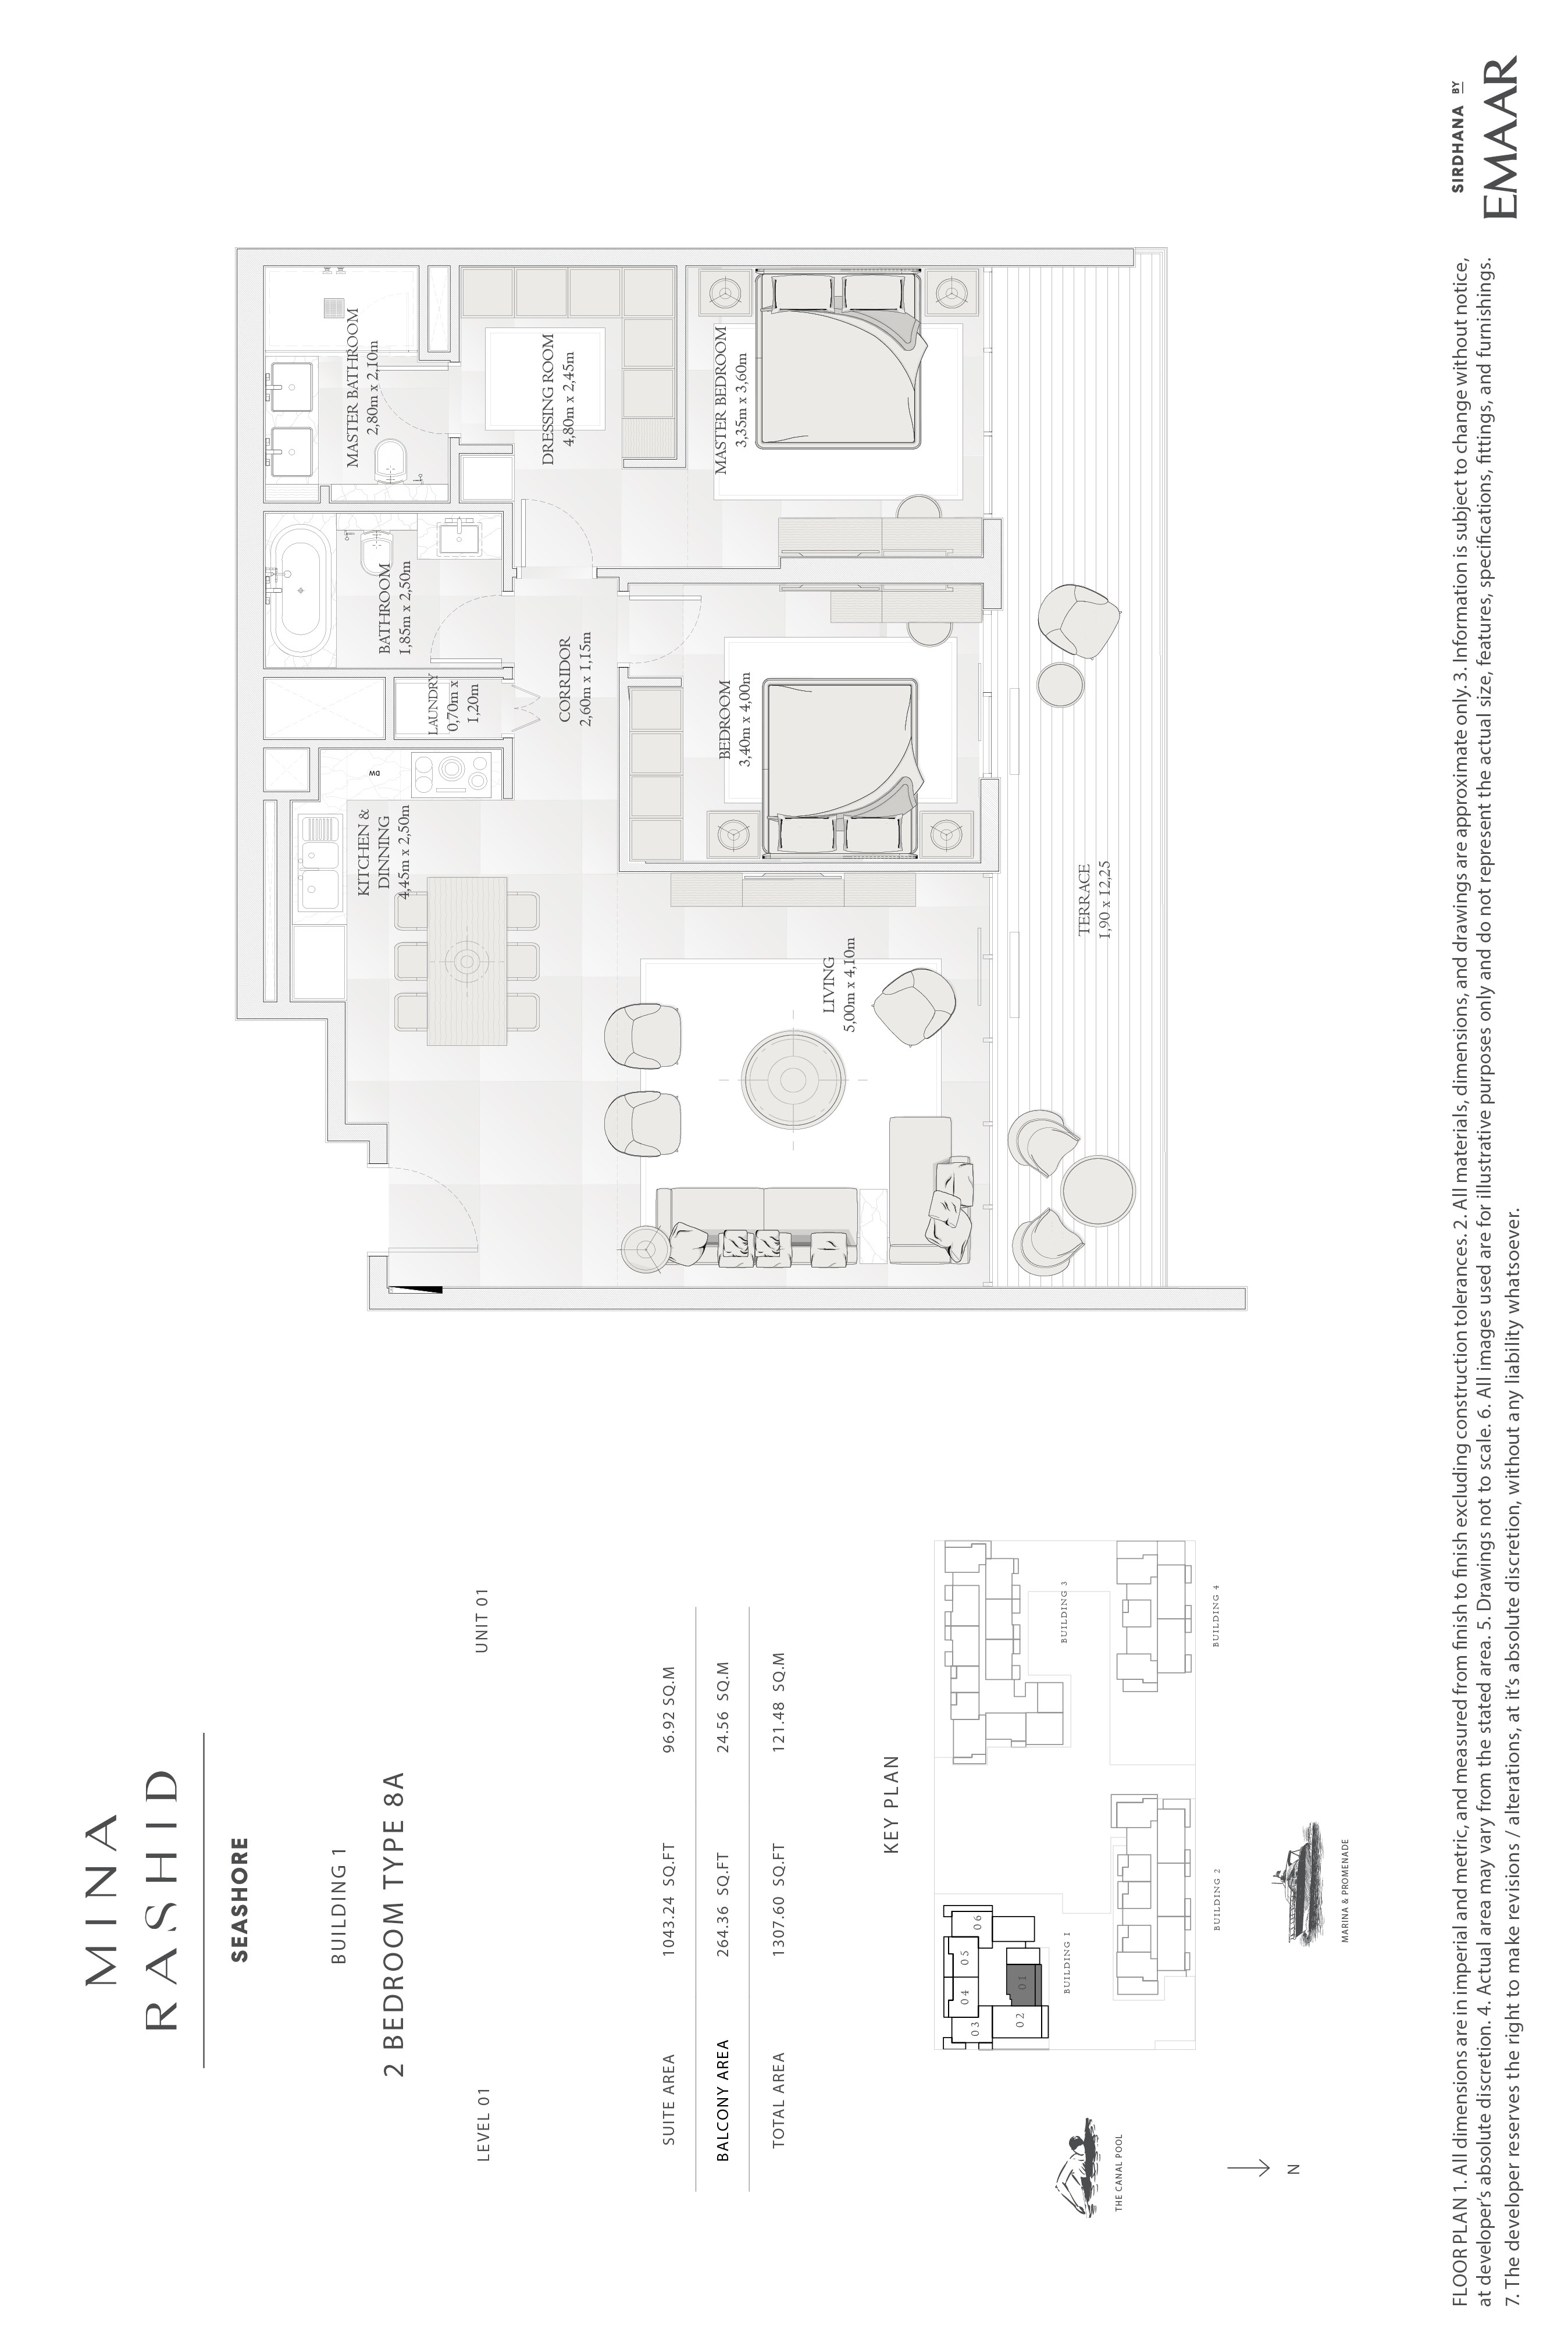 MINA
RASHID
SEASHORE
BUILDING 1
2 BEDROOM TYPE 8A
LEVEL 01 UNIT 01
SUITE AREA 1043.24 SQ.FT 96.92 SQ.M
BALCONY AREA 264.36 SQ.FT 24.56 SQ.M
TOTAL AREA 1307.60 SQ.FT 121.48 SQ.M
KEY PLAN
03
04
05
06
02
01
BUILDING 1
BUILDING 3
BUILDING 2
BUILDING 4
THE CANAL POOL
MARINA & PROMENADE
N
MASTER BATHROOM
2,80m x 2,10m
BATHROOM
1,85m x 2,50m
LAUNDRY
0,70m x
1,20m
DW
KITCHEN &
DINNING
4,45m x 2,50m
DRESSING ROOM
4,80m x 2,45m
CORRIDOR
2,60m x 1,15m
MASTER BEDROOM
3,35m x 3,60m
BEDROOM
3,40m x 4,00m
LIVING
5,00m x 4,10m
TERRACE
1,90 x 12,25
FLOOR PLAN 1. All dimensions are in imperial and metric, and measured from finish to finish excluding construction tolerances. 2. All materials, dimensions, and drawings are approximate only. 3. Information is subject to change without notice,
at developer's absolute discretion. 4. Actual area may vary from the stated area. 5. Drawings not to scale. 6. All images used are for illustrative purposes only and do not represent the actual size, features, specifications, fittings, and furnishings.
7. The developer reserves the right to make revisions / alterations, at it's absolute discretion, without any liability whatsoever.
SIRDHANA BY
EMAAR